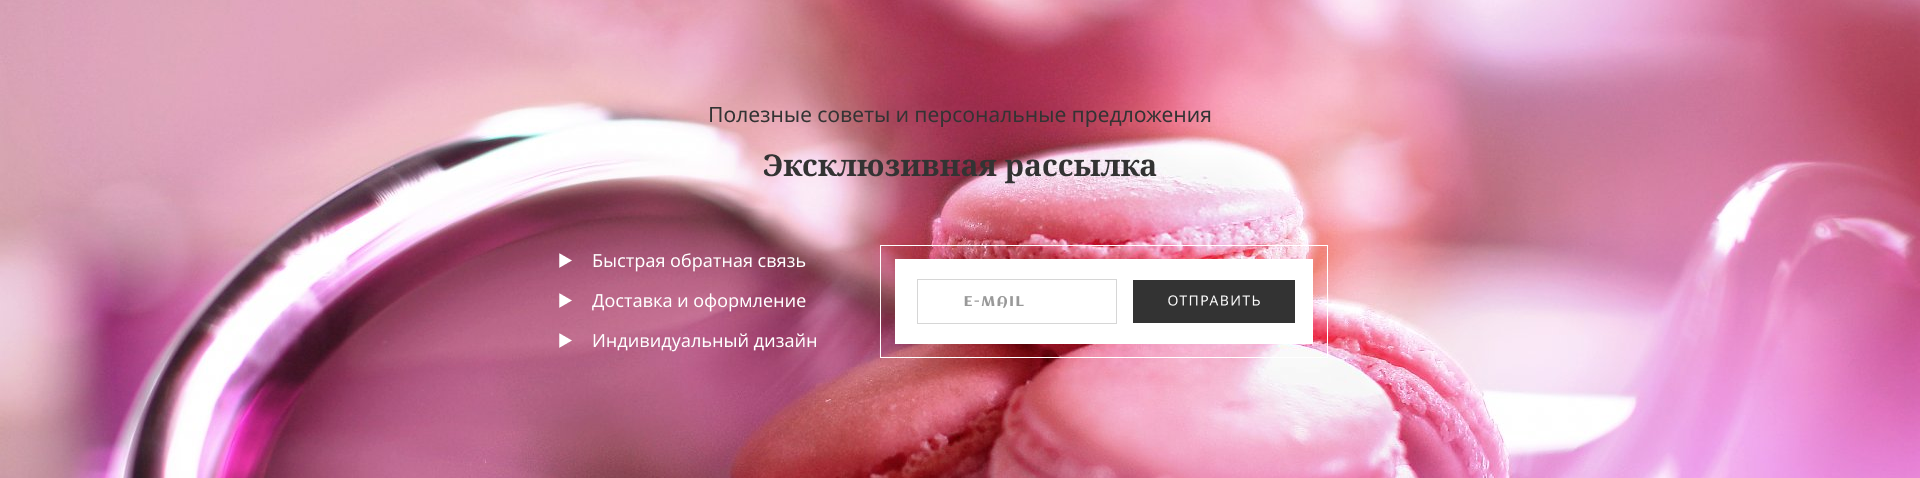 Полезные советы и персональные предложения
Эксклюзивная рассылка
Быстрая обратная связь
Доставка и оформление
Индивидуальный дизайн
E-MAIL
ОТПРАВИТЬ